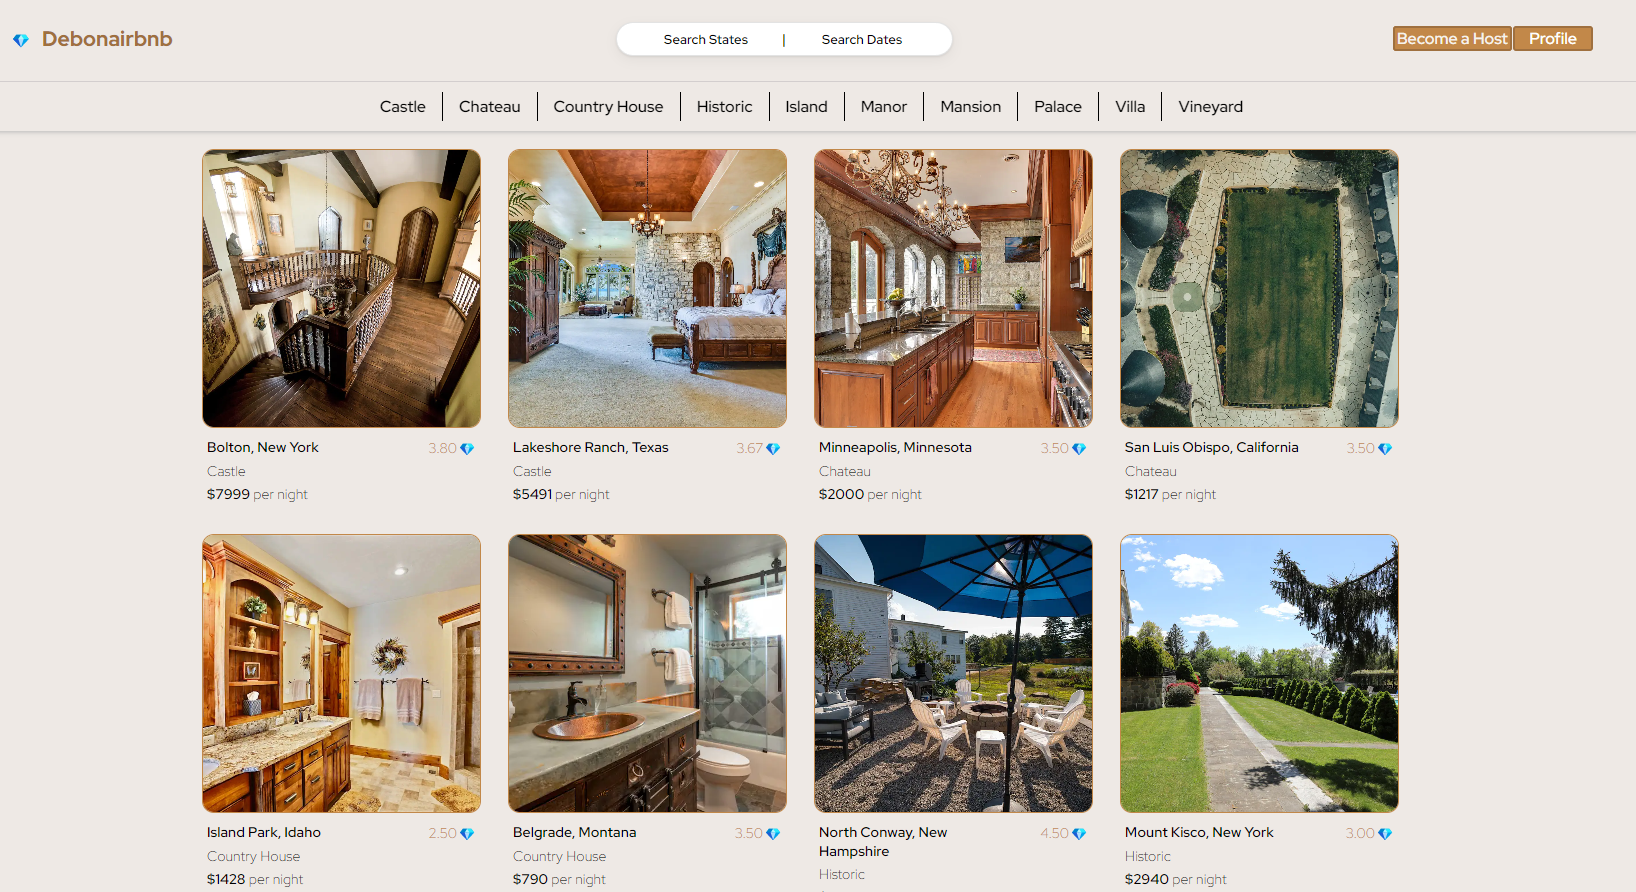 Debonairbnb
Search States | Search Dates
Become a Host Profile
Castle Chateau Country House Historic Island Manor Mansion Palace Villa Vineyard
Bolton, New York 3.80
Castle
$7999 per night
Lakeshore Ranch, Texas 3.67
Castle
$5491 per night
Minneapolis, Minnesota 3.50
Chateau
$2000 per night
San Luis Obispo, California 3.50
Chateau
$1217 per night
Island Park, Idaho 2.50
Country House
$1428 per night
Belgrade, Montana 3.50
Country House
$790 per night
North Conway, New 4.50
Hampshire
Historic
Mount Kisco, New York 3.00
Historic
$2940 per night